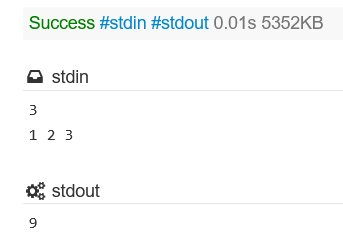 Success #stdin #stdout 0.01s 5352KB
stdin
3
1 2 3
stdout
9